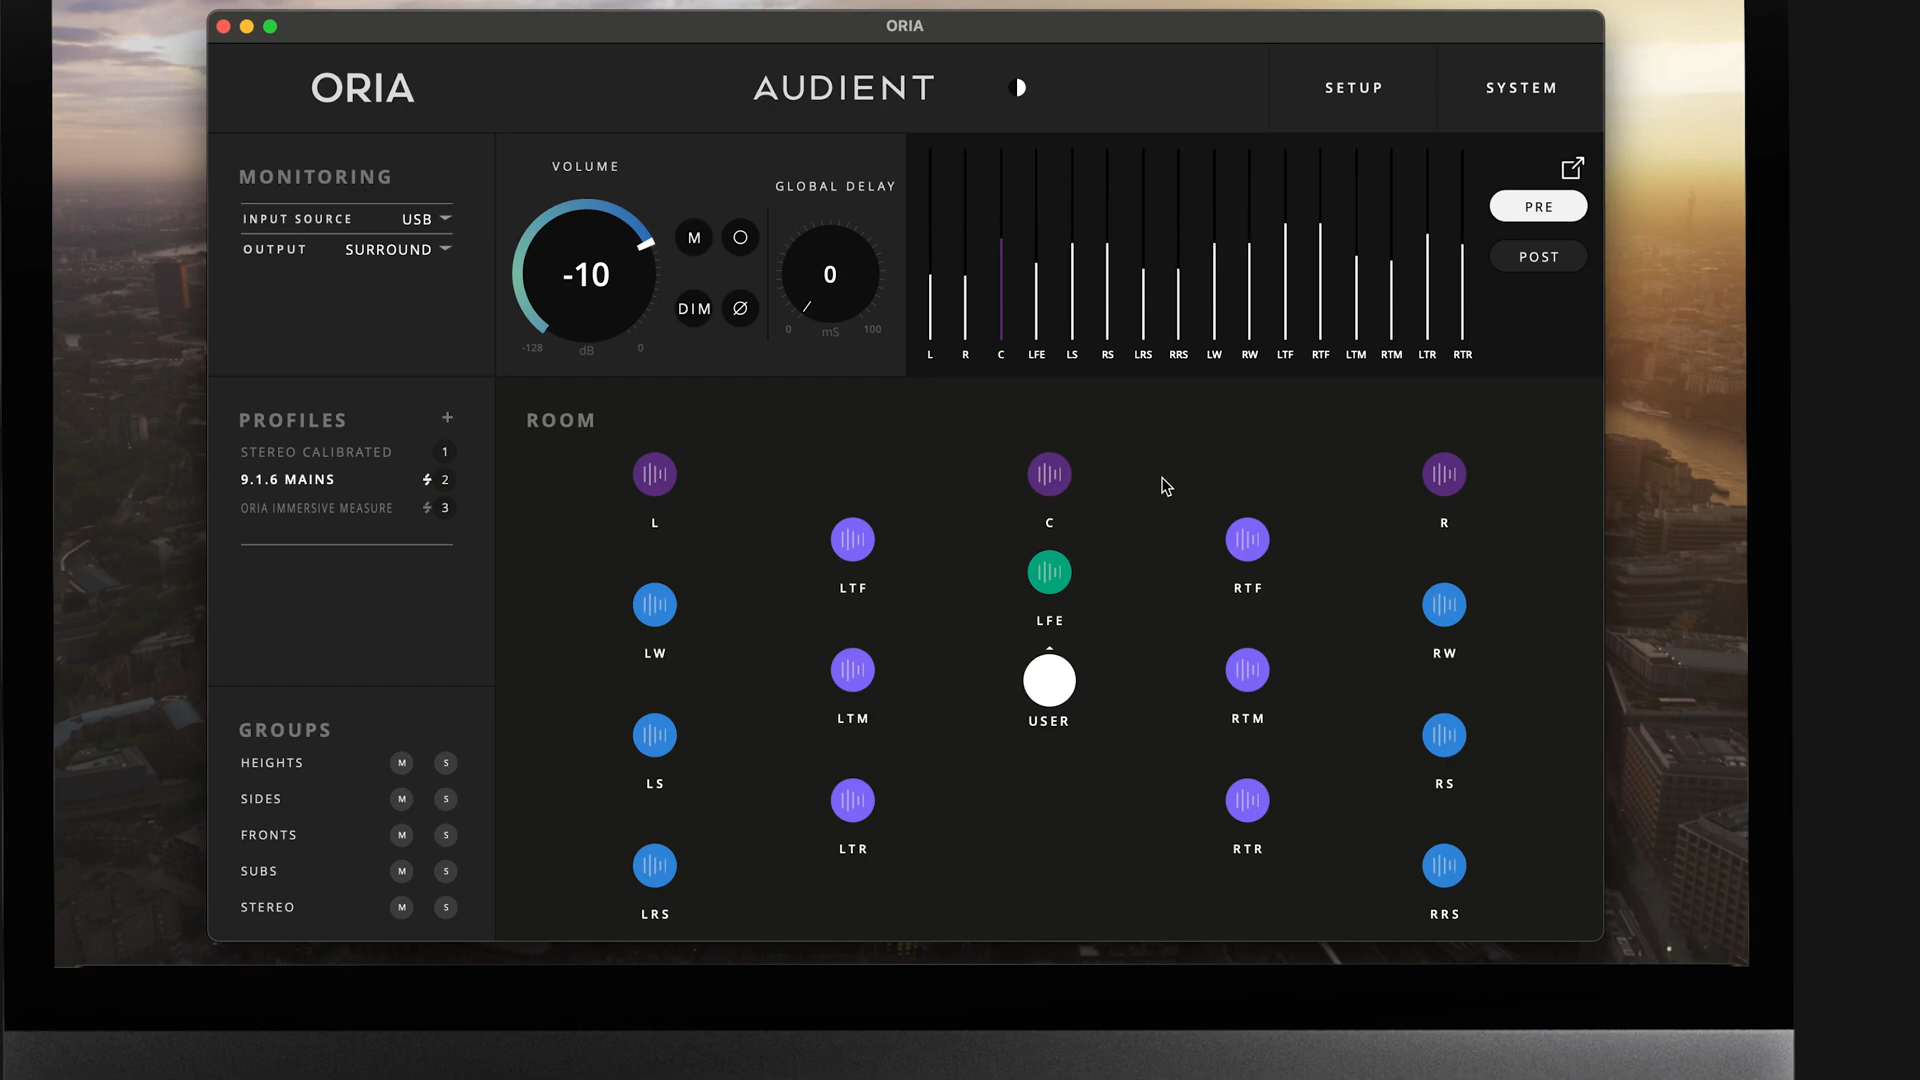 ORIA
ORIA
AUDIENT
SETUP
SYSTEM
MONITORING
INPUT SOURCE USB
OUTPUT SURROUND
VOLUME
-10
-128 dB 0
M
DIM
GLOBAL DELAY
0
0 mS 100
L R C LFE LS RS LRS RRS LW RW LTF RTF LTM RTM LTR RTR
PRE
POST
PROFILES +
STEREO CALIBRATED 1
9.1.6 MAINS 2
ORIA IMMERSIVE MEASURE 3
GROUPS
HEIGHTS M S
SIDES M S
FRONTS M S
SUBS M S
STEREO M S
ROOM
L C R
LTF RTF
LFE
LW RW
LTM USER RTM
LS RS
LTR RTR
LRS RRS